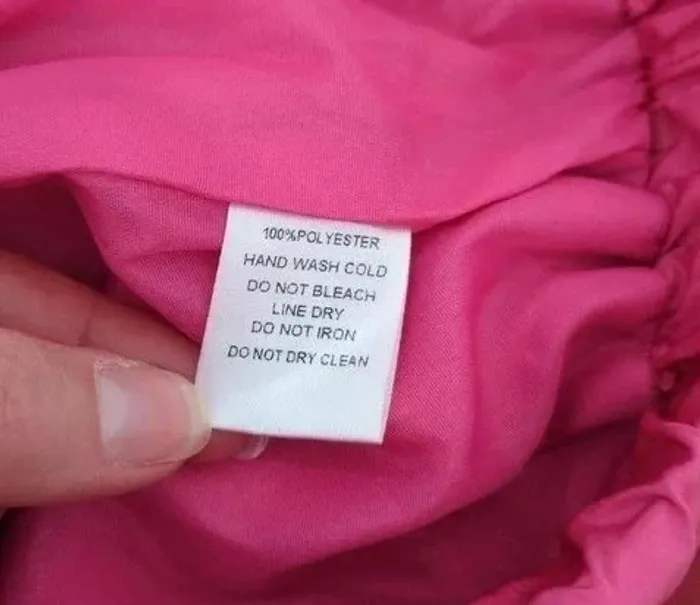 100%POLYESTER
HAND WASH COLD
DO NOT BLEACH
LINE DRY
DO NOT IRON
DO NOT DRY CLEAN